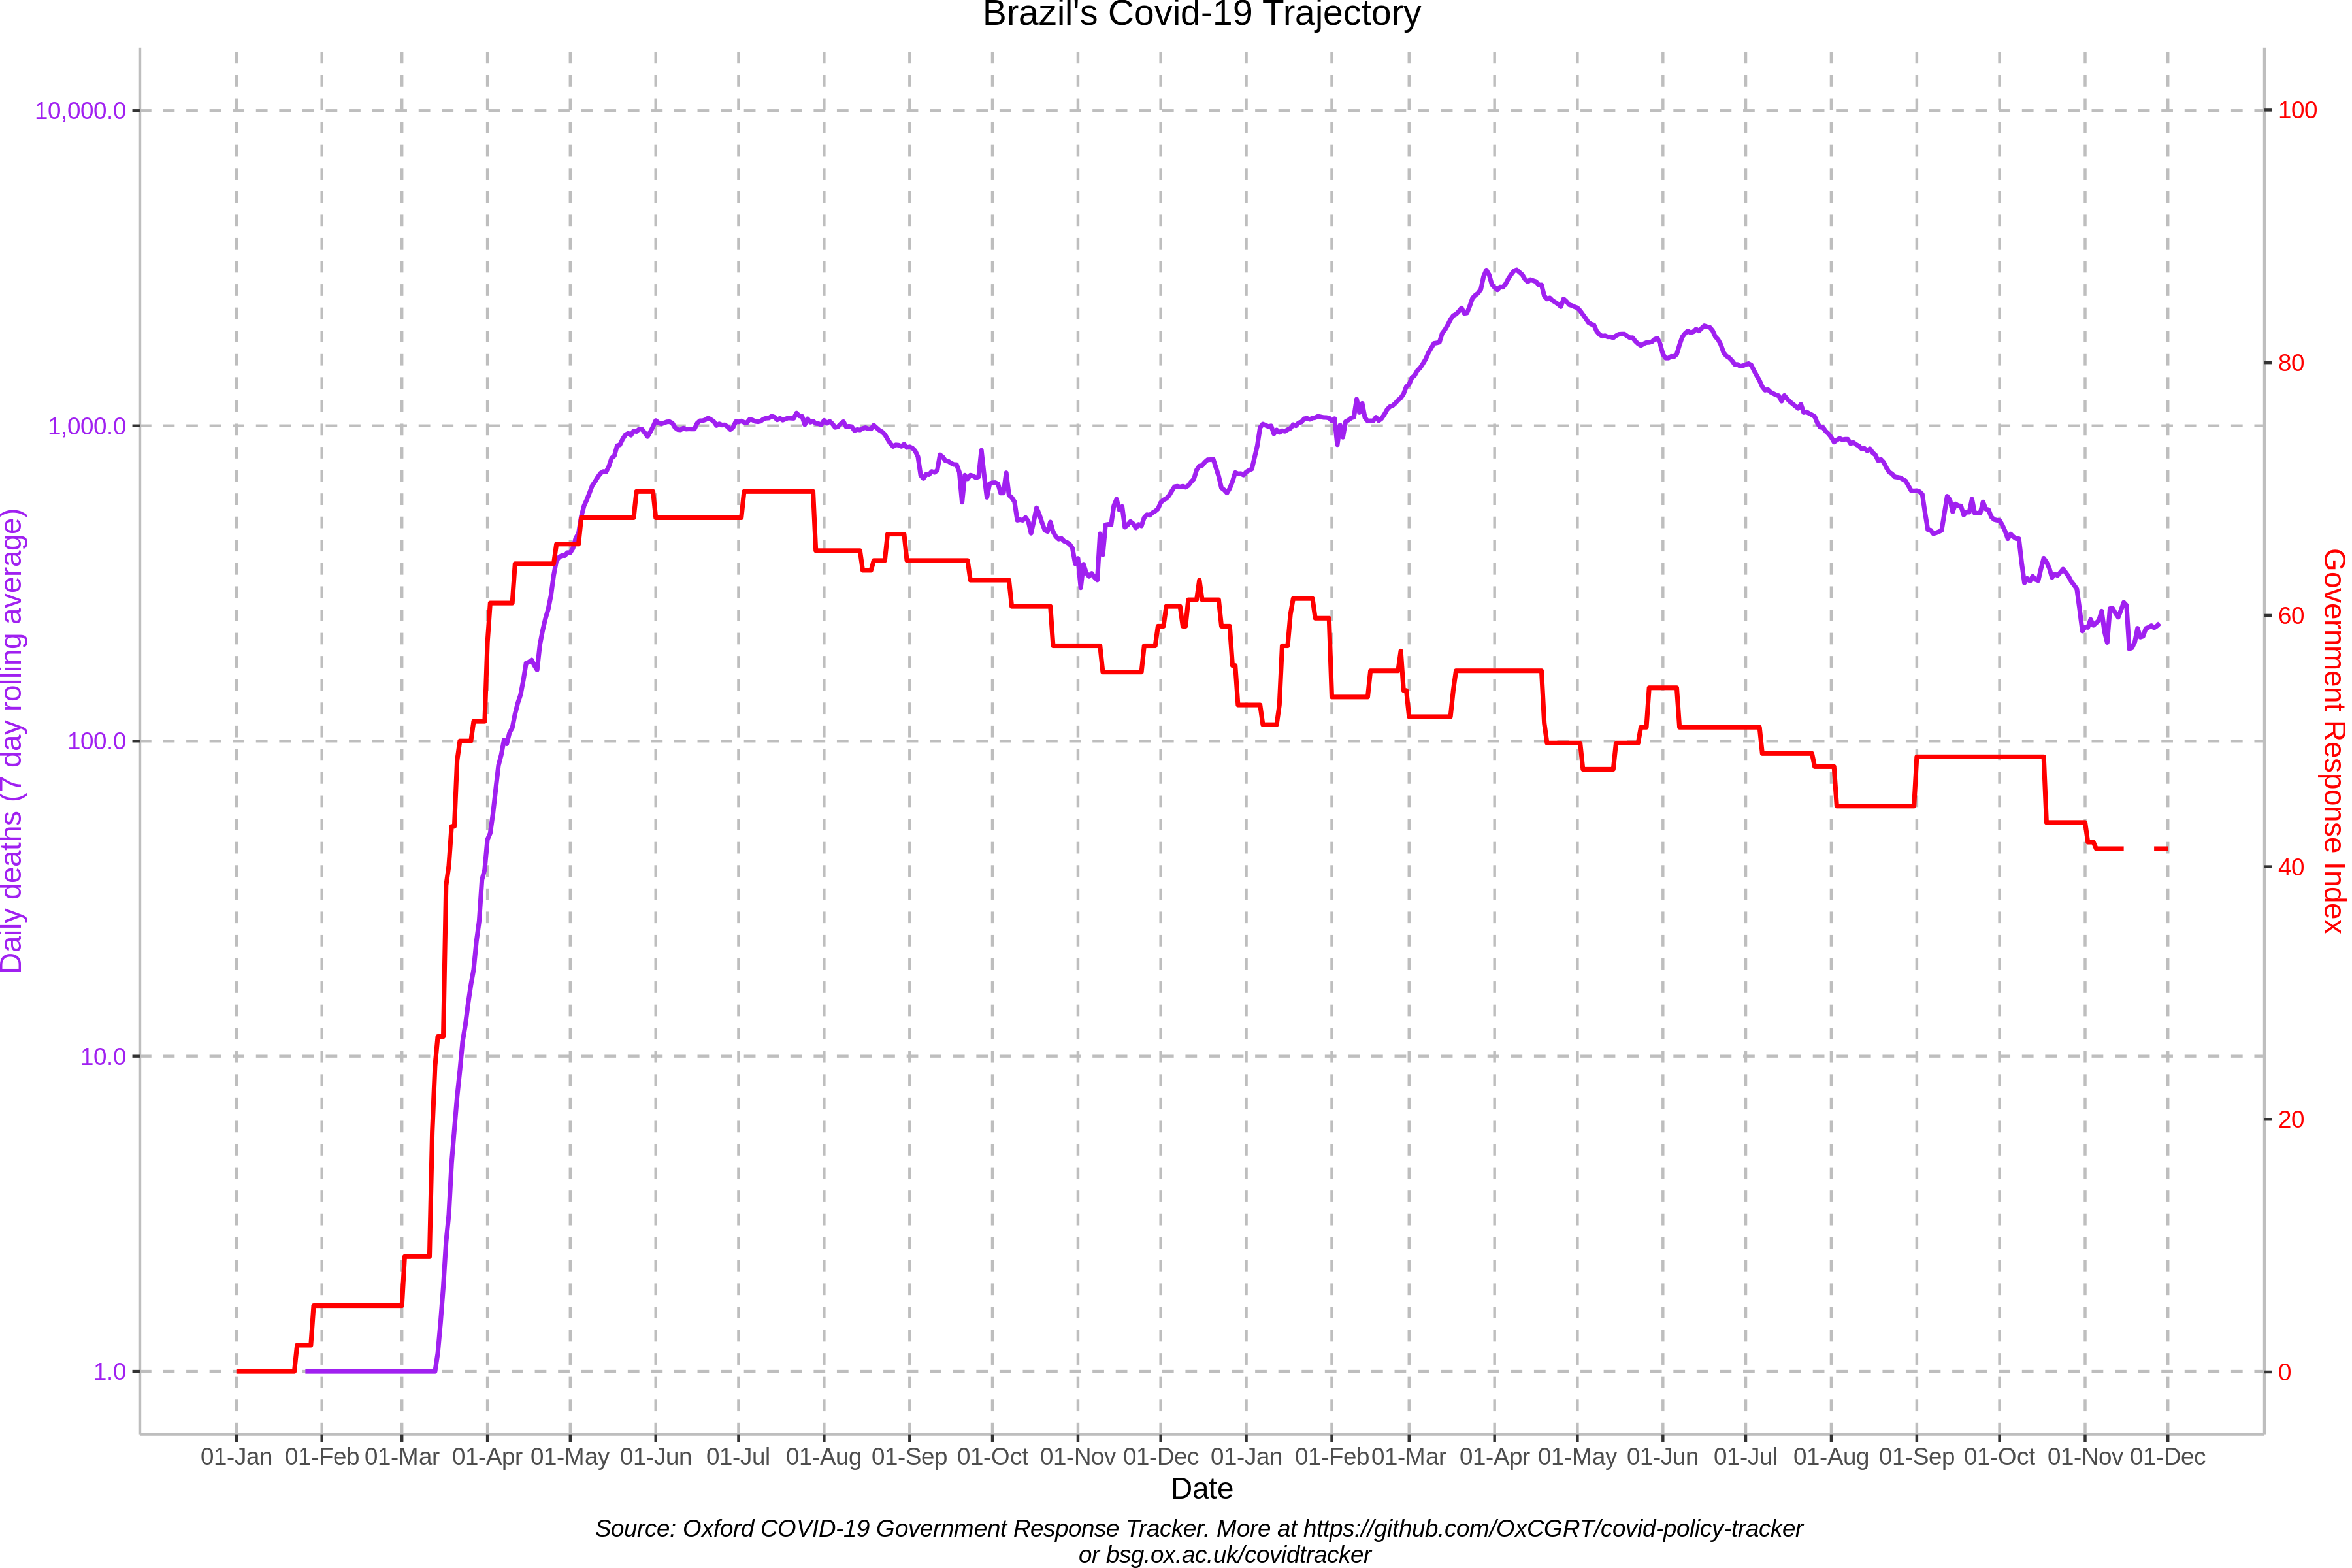 Brazil's Covid-19 Trajectory
10,000.0
1,000.0
100.0
10.0
1.0
Daily deaths (7 day rolling average)
100
80
60
40
20
0
Government Response Index
01-Jan 01-Feb 01-Mar 01-Apr 01-May 01-Jun 01-Jul 01-Aug 01-Sep 01-Oct 01-Nov 01-Dec 01-Jan 01-Feb 01-Mar 01-Apr 01-May 01-Jun 01-Jul 01-Aug 01-Sep 01-Oct 01-Nov 01-Dec
Date
Source: Oxford COVID-19 Government Response Tracker. More at https://github.com/OxCGRT/covid-policy-tracker
or bsg.ox.ac.uk/covidtracker